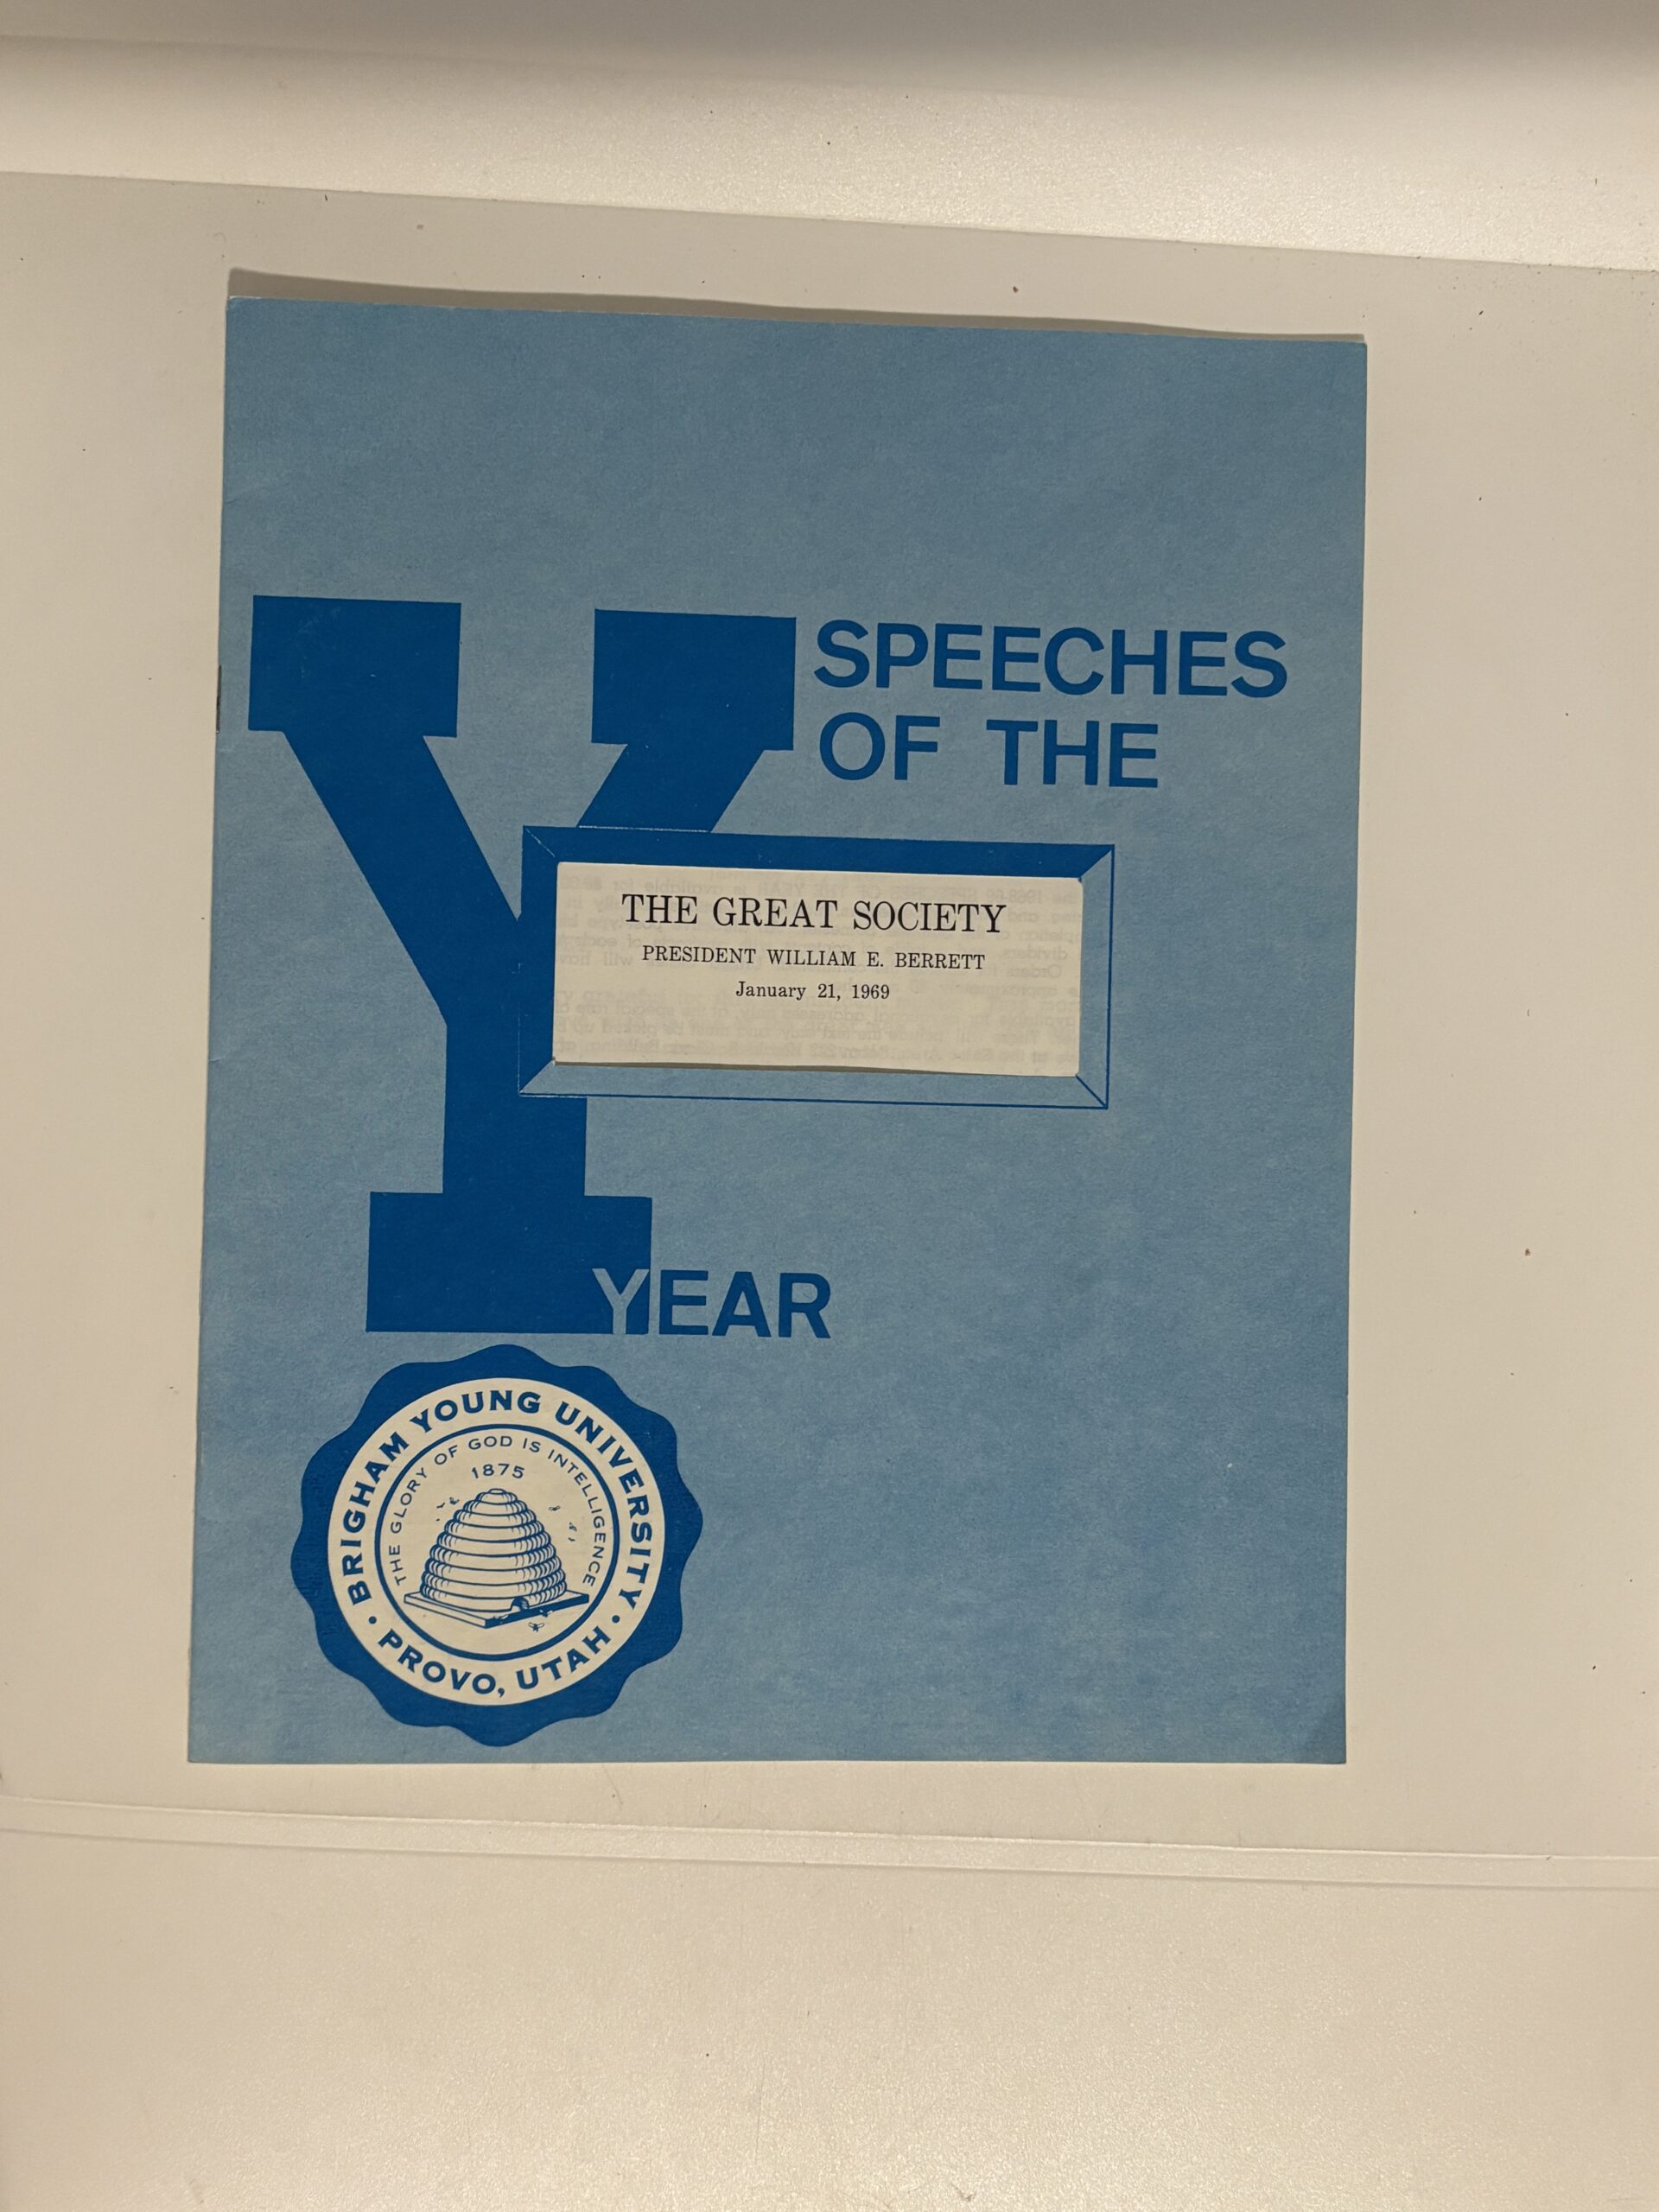 SPEECHES
OF THE
THE GREAT SOCIETY
PRESIDENT WILLIAM E. BERRETT
January 21, 1969
Y
YEAR
BRIGHAM YOUNG UNIVERSITY
THE GLORY OF GOD IS INTELLIGENCE
1875
• PROVO, UTAH •